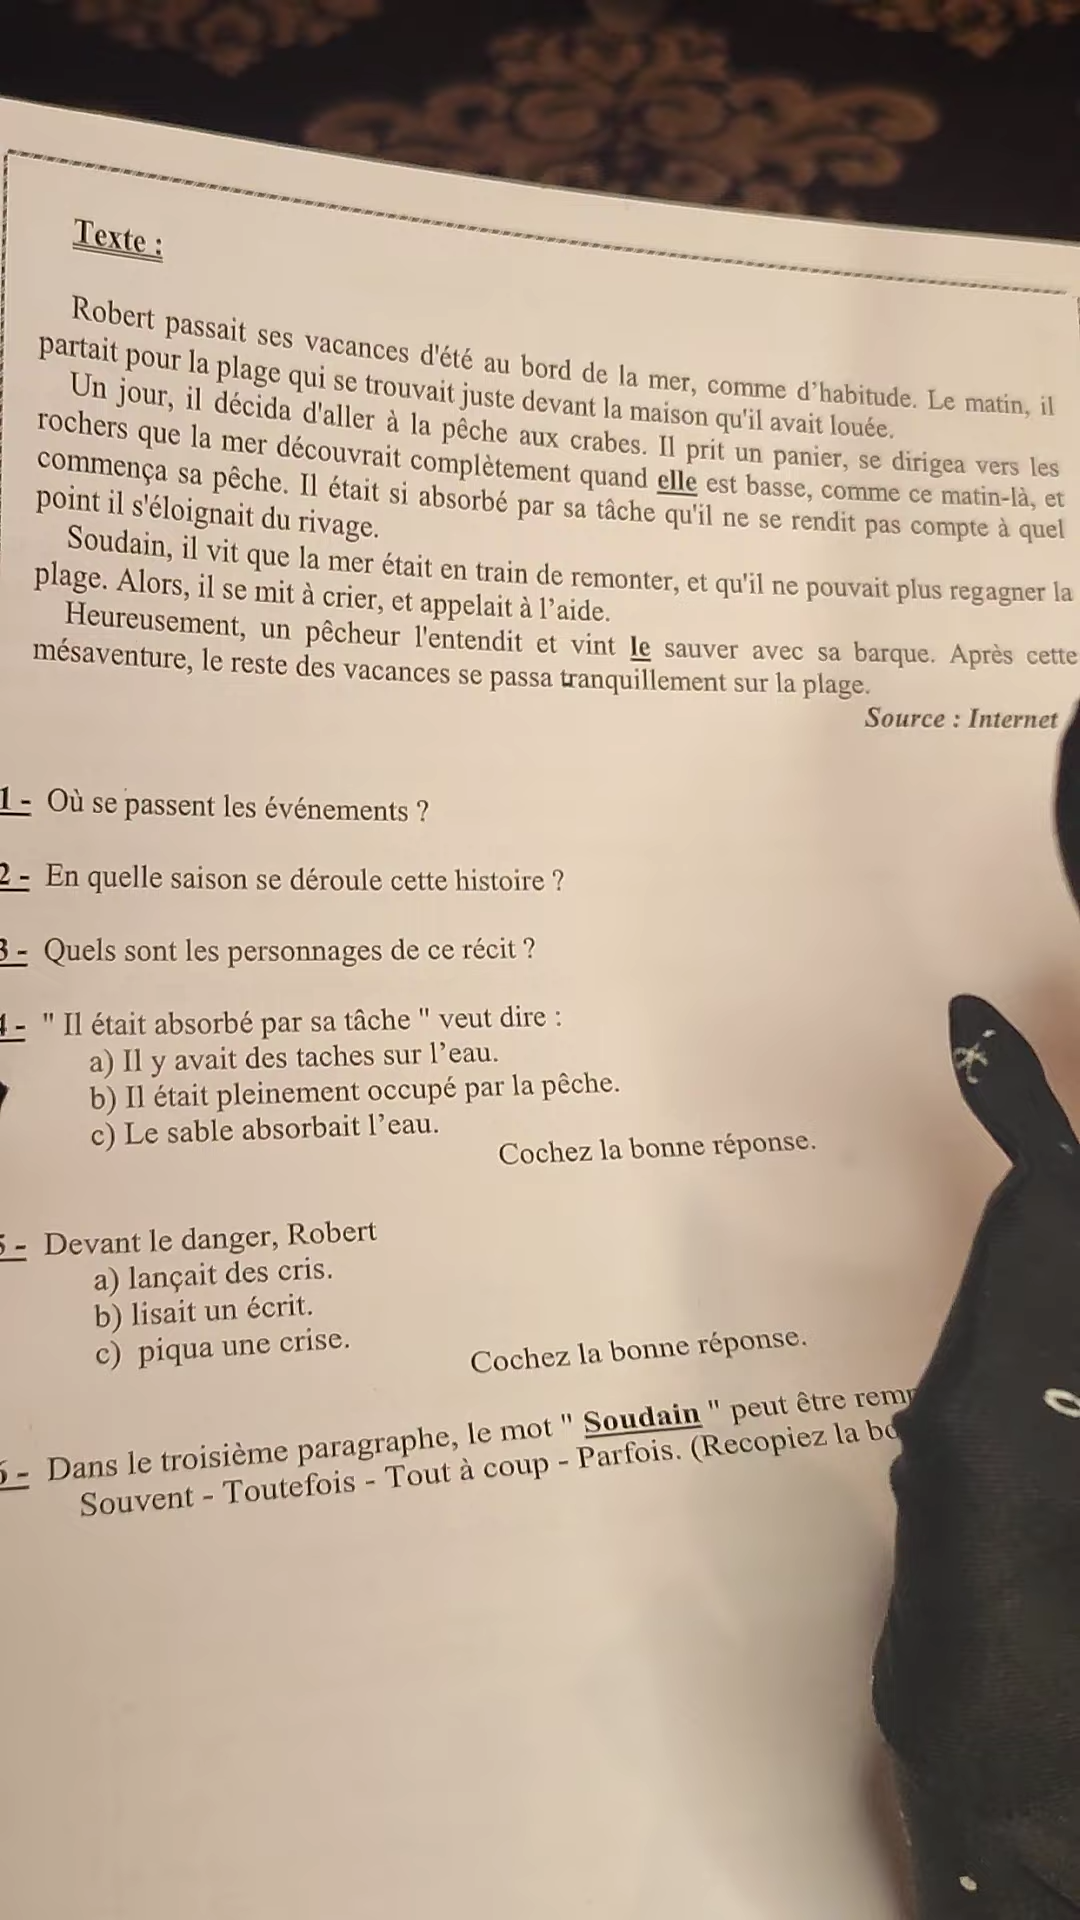 Texte :
Robert passait ses vacances d'été au bord de la mer, comme d'habitude. Le matin, il
partait pour la plage qui se trouvait juste devant la maison qu'il avait louée.
Un jour, il décida d'aller à la pêche aux crabes. Il prit un panier, se dirigea vers les
rochers que la mer découvrait complètement quand elle est basse, comme ce matin-là, et
commença sa pêche. Il était si absorbé par sa tâche qu'il ne se rendit pas compte à quel
point il s'éloignait du rivage.
Soudain, il vit que la mer était en train de remonter, et qu'il ne pouvait plus regagner la
plage. Alors, il se mit à crier, et appelait à l'aide.
Heureusement, un pêcheur l'entendit et vint le sauver avec sa barque. Après cette
mésaventure, le reste des vacances se passa tranquillement sur la plage.
Source : Internet
1 - Où se passent les événements ?
2 - En quelle saison se déroule cette histoire ?
3 - Quels sont les personnages de ce récit ?
4 - " Il était absorbé par sa tâche " veut dire :
a) Il y avait des taches sur l'eau.
b) Il était pleinement occupé par la pêche.
c) Le sable absorbait l'eau.
Cochez la bonne réponse.
5 - Devant le danger, Robert
a) lançait des cris.
b) lisait un écrit.
c) piqua une crise.
Cochez la bonne réponse.
6 - Dans le troisième paragraphe, le mot " Soudain " peut être
Souvent - Toutefois - Tout à coup - Parfois. (Recopiez la